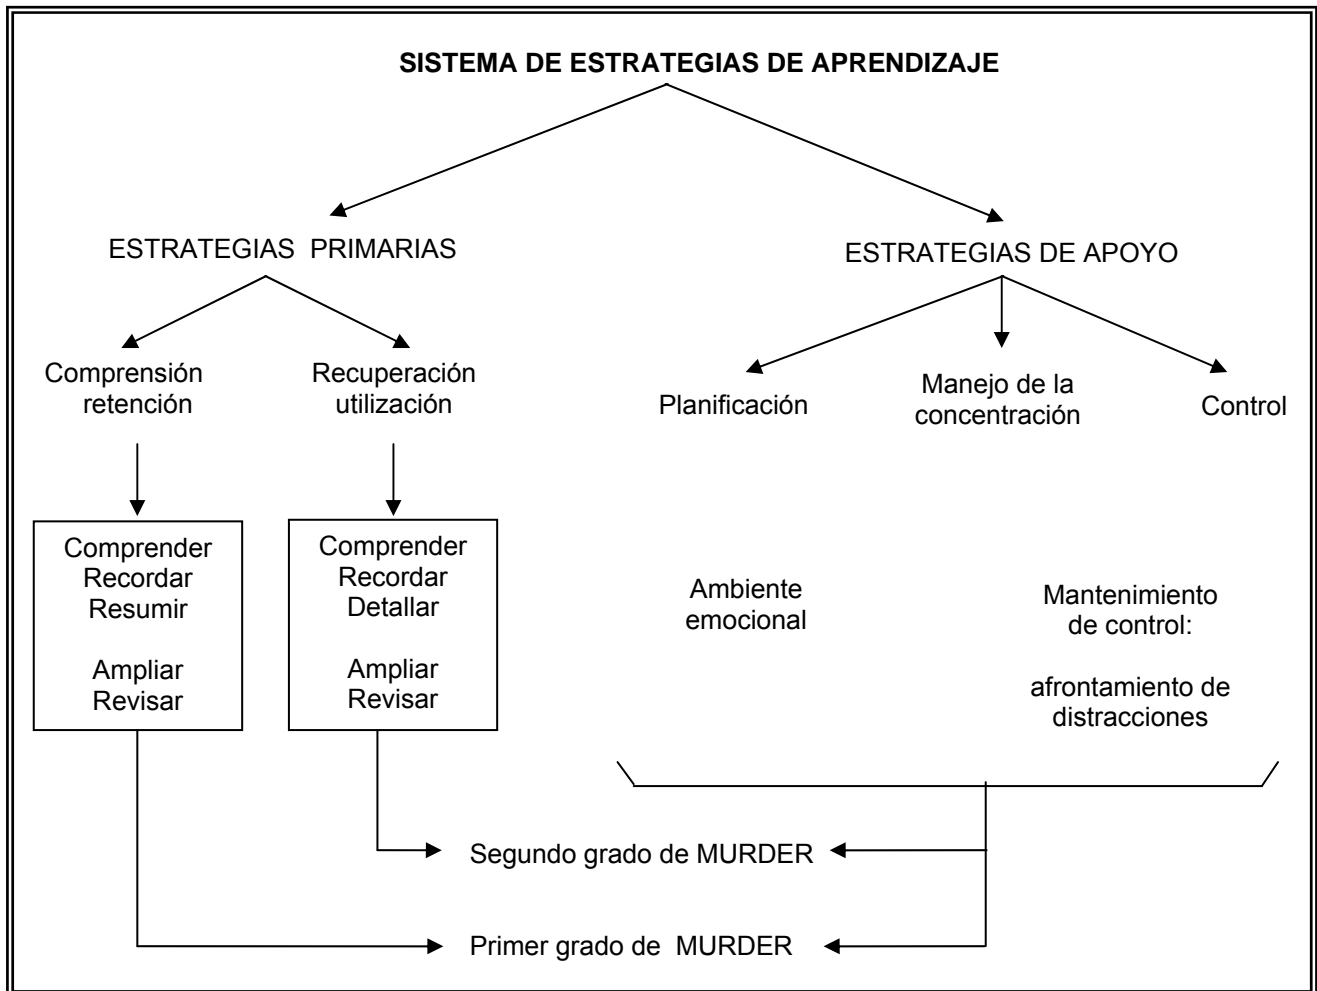 SISTEMA DE ESTRATEGIAS DE APRENDIZAJE
ESTRATEGIAS PRIMARIAS
ESTRATEGIAS DE APOYO
Comprensión
retención
Recuperación
utilización
Planificación
Manejo de la
concentración
Control
Comprender
Recordar
Resumir
Ampliar
Revisar
Comprender
Recordar
Detallar
Ampliar
Revisar
Ambiente
emocional
Mantenimiento
de control:
afrontamiento de
distracciones
Segundo grado de MURDER
Primer grado de MURDER